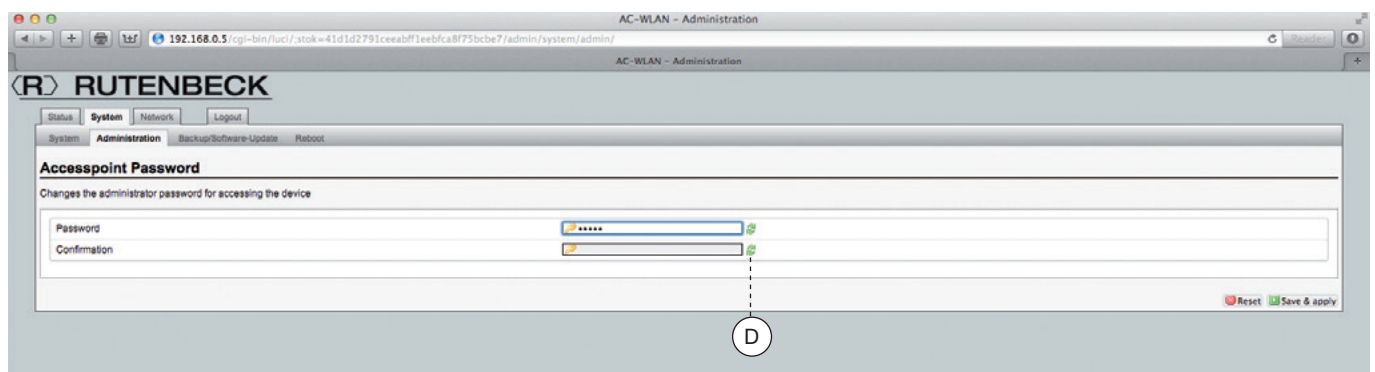 AC-WLAN - Administration
192.168.0.5/cgi-bin/luci/;stok=41d1d2791ceeabff1eebfca8f75bcbe7/admin/system/admin/
Reader
AC-WLAN - Administration
(R) RUTENBECK
Status System Network Logout
System Administration Backup/Software-Update Reboot
Accesspoint Password
Changes the administrator password for accessing the device
Password •••••
Confirmation
Reset Save & apply
D